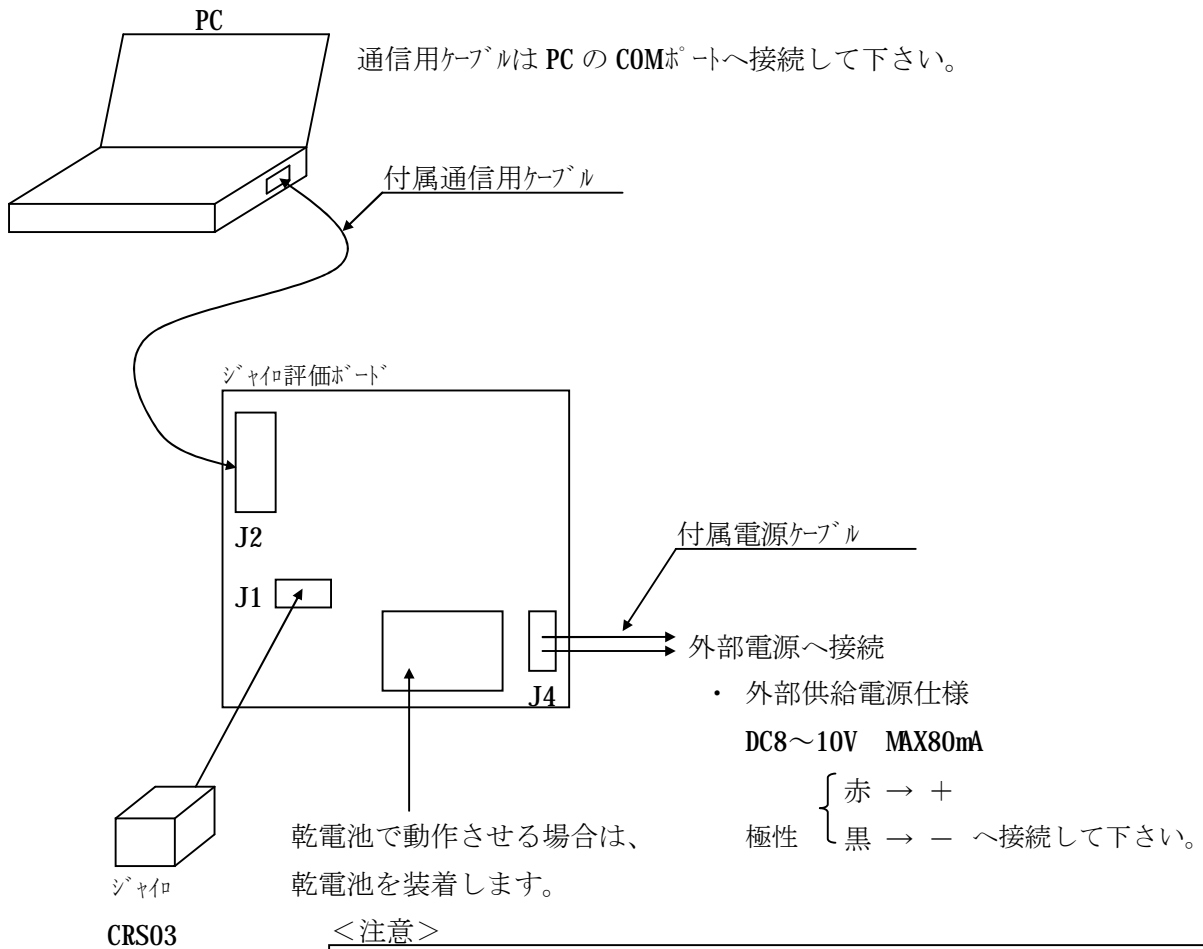 PC
通信用ｹｰﾌﾞﾙは PC の COMﾎﾟｰﾄへ接続して下さい。
付属通信用ｹｰﾌﾞﾙ
ｼﾞｬｲﾛ評価ﾎﾞｰﾄﾞ
J2
付属電源ｹｰﾌﾞﾙ
J1
外部電源へ接続
J4
・ 外部供給電源仕様
DC8～10V MAX80mA
赤 → ＋
極性
黒 → － へ接続して下さい。
乾電池で動作させる場合は、
乾電池を装着します。
ｼﾞｬｲﾛ
CRS03
＜注意＞